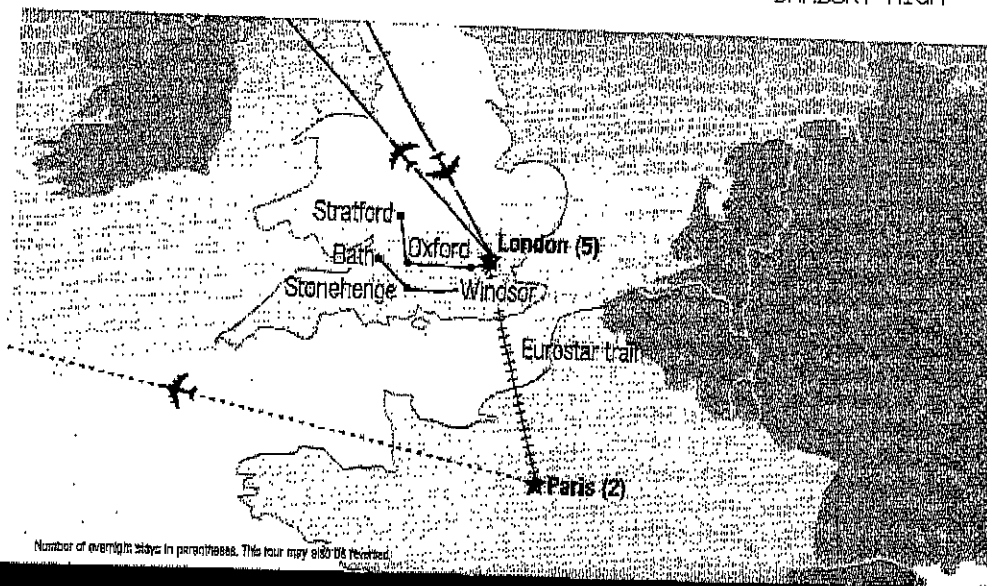 Stratford
Oxford
London (5)
Bath
Stonehenge
Windsor
Eurostar train
Paris (2)
Number of overnight stays in parentheses. This tour may also be reversed.